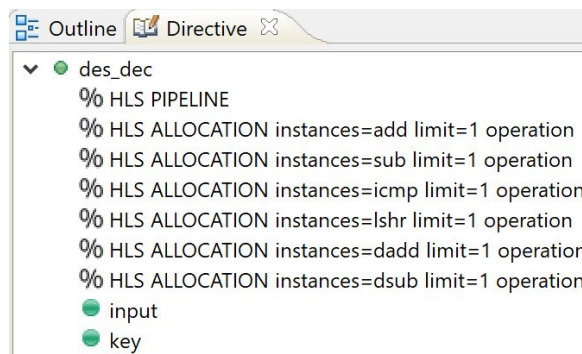 Outline Directive
des_dec
% HLS PIPELINE
% HLS ALLOCATION instances=add limit=1 operation
% HLS ALLOCATION instances=sub limit=1 operation
% HLS ALLOCATION instances=icmp limit=1 operation
% HLS ALLOCATION instances=lshr limit=1 operation
% HLS ALLOCATION instances=dadd limit=1 operation
% HLS ALLOCATION instances=dsub limit=1 operation
input
key